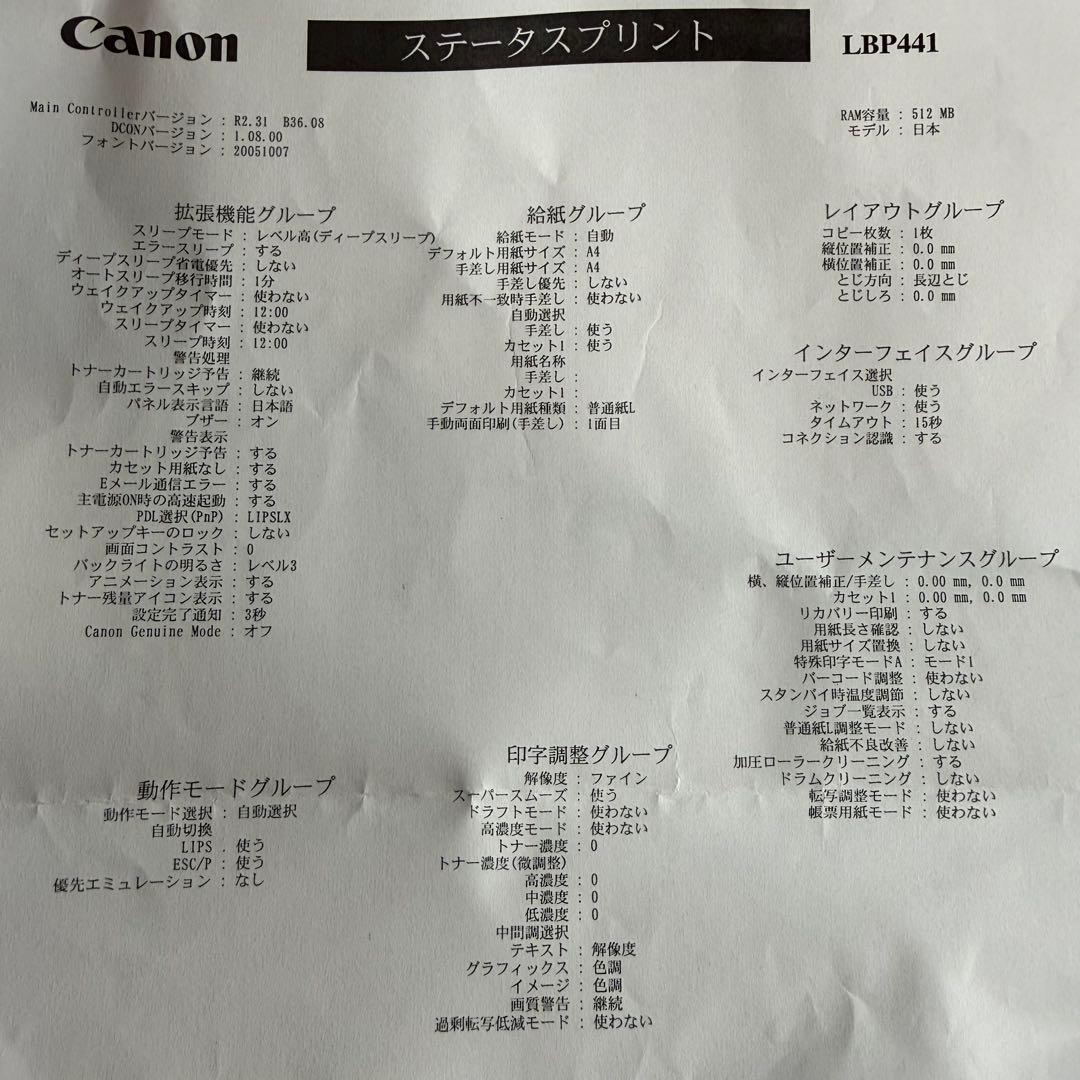 Canon
ステータスプリント
LBP441
Main Controllerバージョン : R2.31 B36.08
DCONバージョン : 1.08.00
フォントバージョン : 20051007
RAM容量 : 512 MB
モデル : 日本
拡張機能グループ
スリープモード : レベル高(ディープスリープ)
エラースリープ : する
ディープスリープ省電優先 : しない
オートスリープ移行時間 : 1分
ウェイクアップタイマー : 使わない
ウェイクアップ時刻 : 12:00
スリープタイマー : 使わない
スリープ時刻 : 12:00
警告処理
トナーカートリッジ予告 : 継続
自動エラースキップ : しない
パネル表示言語 : 日本語
ブザー : オン
警告表示
トナーカートリッジ予告 : する
カセット用紙なし : する
Eメール通信エラー : する
主電源ON時の高速起動 : する
PDL選択(PnP) : LIPSLX
セットアップキーのロック : しない
画面コントラスト : 0
バックライトの明るさ : レベル3
アニメーション表示 : する
トナー残量アイコン表示 : する
設定完了通知 : 3秒
Canon Genuine Mode : オフ
給紙グループ
給紙モード : 自動
デフォルト用紙サイズ : A4
手差し用紙サイズ : A4
手差し優先 : しない
用紙不一致時手差し : 使わない
自動選択
手差し : 使う
カセット1 : 使う
用紙名称
手差し :
カセット1 :
デフォルト用紙種類 : 普通紙L
手動両面印刷(手差し) : 1面目
レイアウトグループ
コピー枚数 : 1枚
縦位置補正 : 0.0 mm
横位置補正 : 0.0 mm
とじ方向 : 長辺とじ
とじしろ : 0.0 mm
インターフェイスグループ
インターフェイス選択
USB : 使う
ネットワーク : 使う
タイムアウト : 15秒
コネクション認識 : する
ユーザーメンテナンスグループ
横、縦位置補正/手差し : 0.00 mm, 0.0 mm
カセット1 : 0.00 mm, 0.0 mm
リカバリー印刷 : する
用紙長さ確認 : しない
用紙サイズ置換 : しない
特殊印字モードA : モード1
バーコード調整 : 使わない
スタンバイ時温度調節 : しない
ジョブ一覧表示 : する
普通紙L調整モード : しない
給紙不良改善 : しない
加圧ローラークリーニング : する
ドラムクリーニング : しない
転写調整モード : 使わない
帳票用紙モード : 使わない
動作モードグループ
動作モード選択 : 自動選択
自動切換
LIPS : 使う
ESC/P : 使う
優先エミュレーション : なし
印字調整グループ
解像度 : ファイン
スーパースムーズ : 使う
ドラフトモード : 使わない
高濃度モード : 使わない
トナー濃度 : 0
トナー濃度(微調整)
高濃度 : 0
中濃度 : 0
低濃度 : 0
中間調選択
テキスト : 解像度
グラフィックス : 色調
イメージ : 色調
画質警告 : 継続
過剰転写低減モード : 使わない